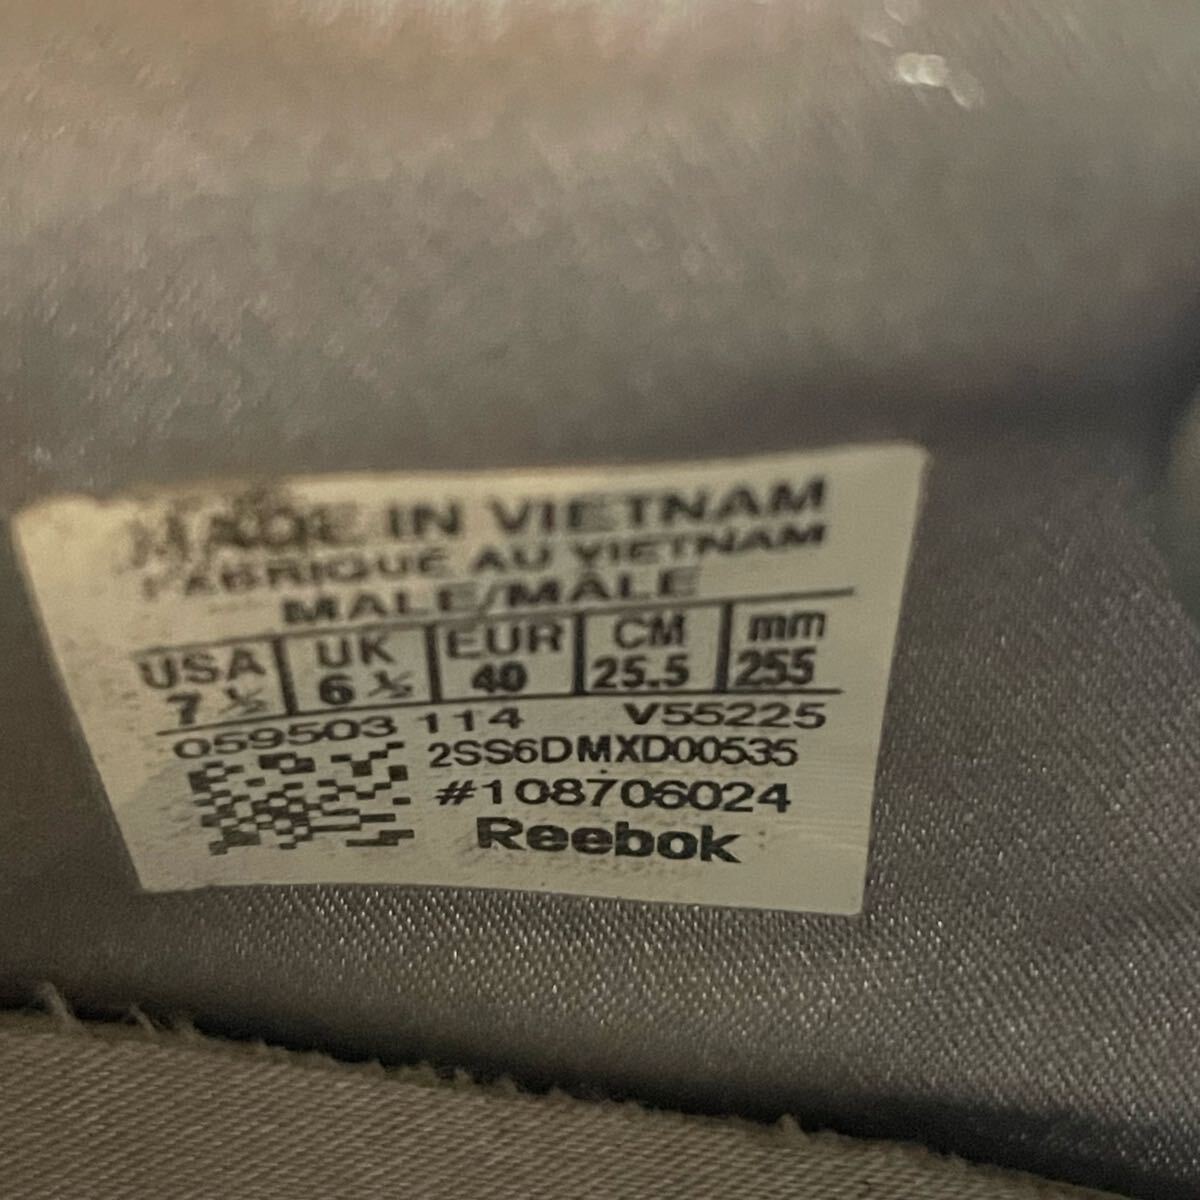 MADE IN VIETNAM
FABRIQUÉ AU VIETNAM
MALE/MÂLE
USA UK EUR CM mm
7 ½ 6 ½ 40 25.5 255
059503 114 V55225
2SS6DMXD00535
#108706024
Reebok